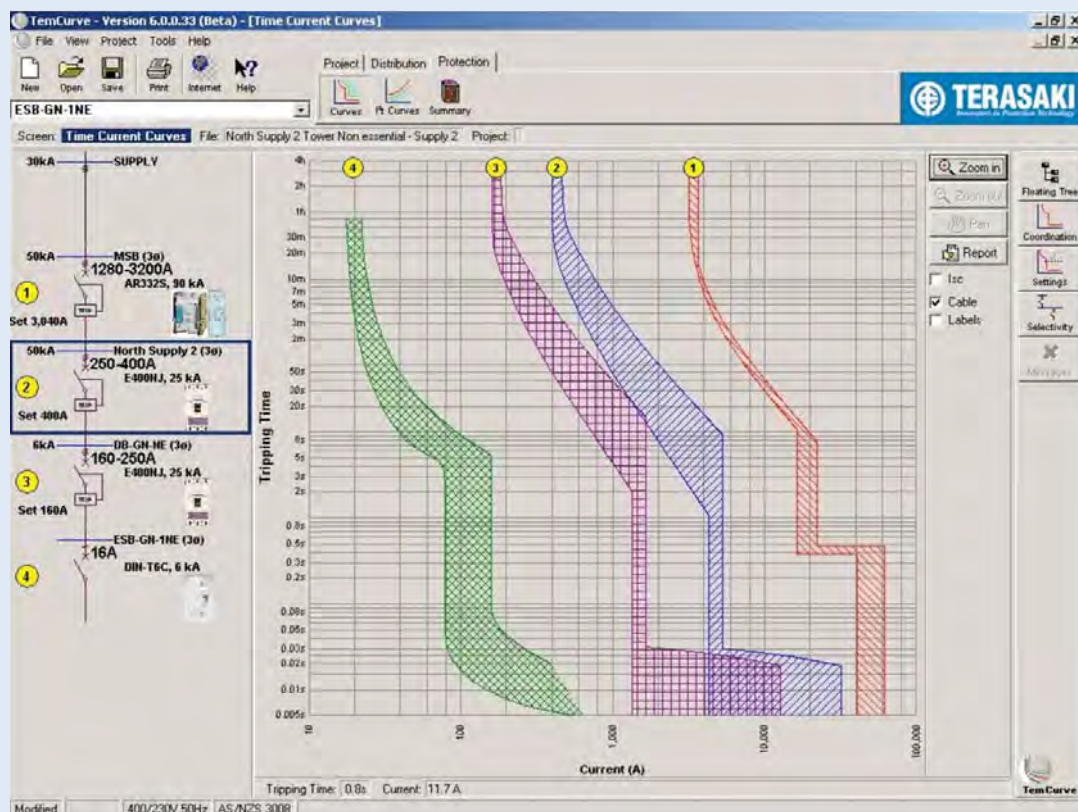 TemCurve - Version 6.0.0.33 (Beta) - [Time Current Curves]
File View Project Tools Help
New Open Save Print Internet Help
Project Distribution Protection
Curves I²t Curves Summary
ESB-GN-1NE
TERASAKI
Innovators in Protection Technology
Screen: Time Current Curves File: North Supply 2 Tower Non essential - Supply 2 Project:
30kA SUPPLY
50kA MSB (3ø)
1280-3200A
AR332S, 90 kA
1
Set 3,040A
50kA North Supply 2 (3ø)
250-400A
E400NJ, 25 kA
2
Set 400A
6kA DB-GN-NE (3ø)
160-250A
E400NJ, 25 kA
3
Set 160A
ESB-GN-1NE (3ø)
16A
DIN-T6C, 6 kA
4
4 3 2 1
Tripping Time
4h
2h
1h
30m
20m
10m
7m
5m
3m
2m
50s
30s
20s
8s
5s
3s
2s
0.8s
0.5s
0.3s
0.2s
0.08s
0.05s
0.03s
0.02s
0.01s
0.005s
10 100 1,000 10,000 100,000
Current (A)
Zoom in
Zoom out
Pan
Report
Isc
Cable
Labels
Floating Tree
Coordination
Settings
Selectivity
Messages
TemCurve
Tripping Time: 0.8s Current: 11.7 A
Modified 400/230V 50Hz AS/NZS 3008